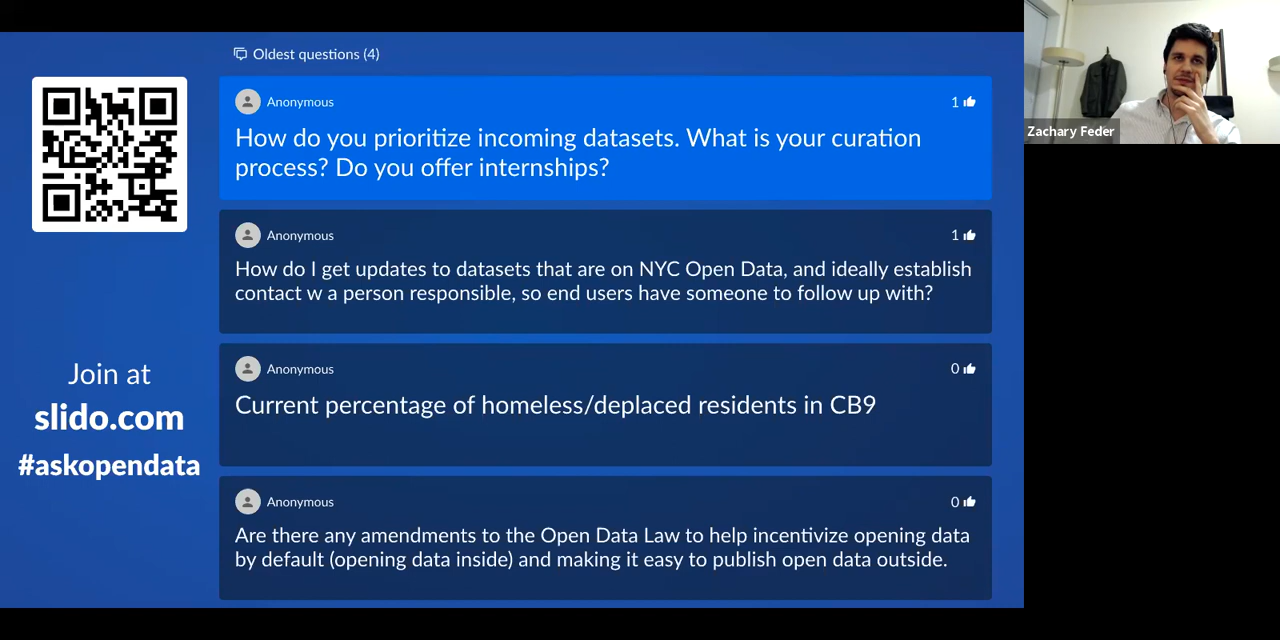 Oldest questions (4)
Anonymous
1
How do you prioritize incoming datasets. What is your curation
process? Do you offer internships?
Anonymous
1
How do I get updates to datasets that are on NYC Open Data, and ideally establish
contact w a person responsible, so end users have someone to follow up with?
Anonymous
0
Current percentage of homeless/deplaced residents in CB9
Anonymous
0
Are there any amendments to the Open Data Law to help incentivize opening data
by default (opening data inside) and making it easy to publish open data outside.
Join at
slido.com
#askopendata
Zachary Feder